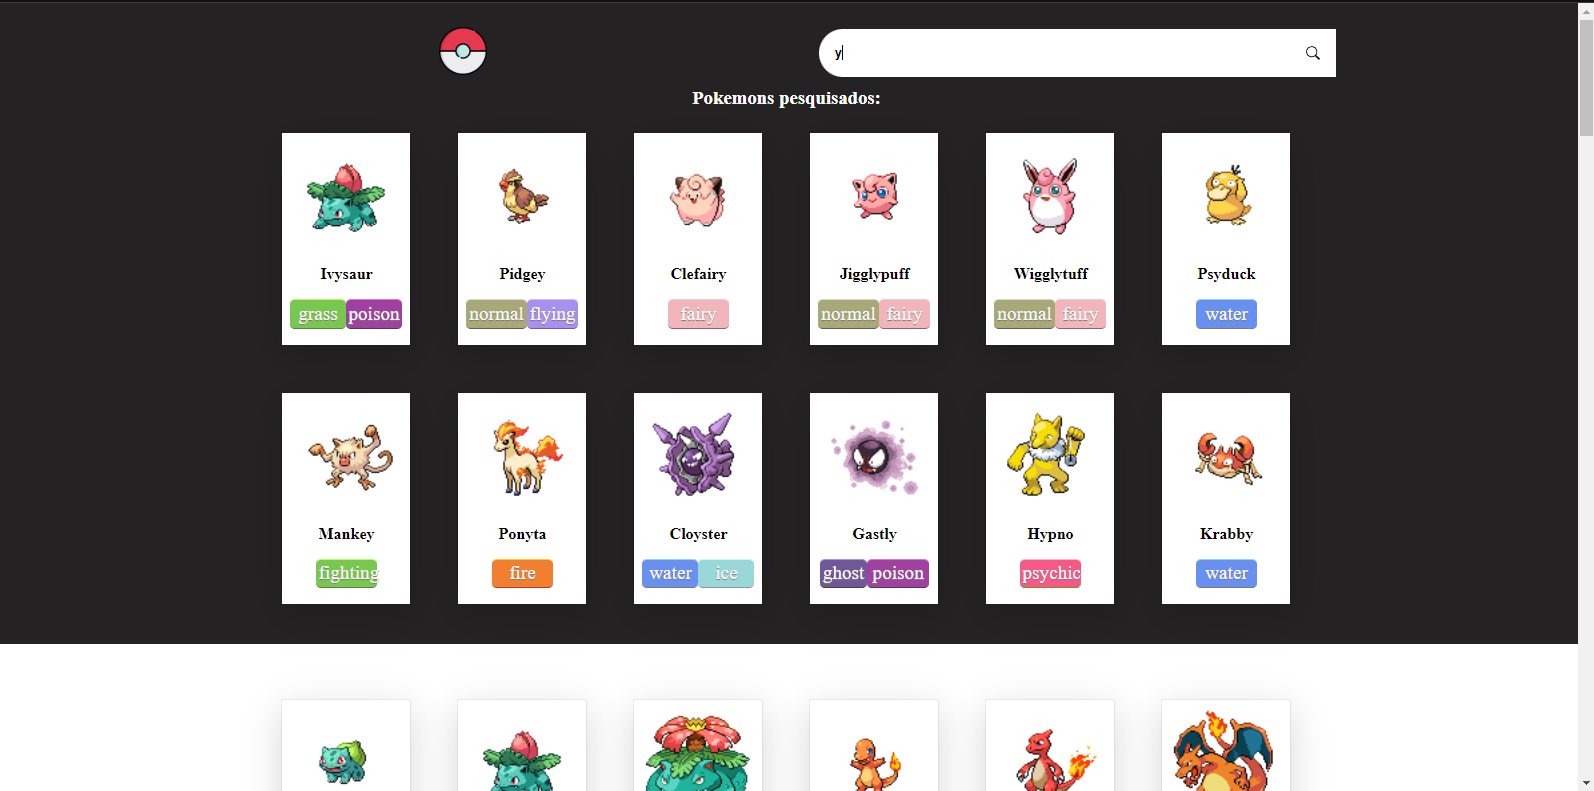 y
Pokemons pesquisados:
Ivysaur
grass poison
Pidgey
normal flying
Clefairy
fairy
Jigglypuff
normal fairy
Wigglytuff
normal fairy
Psyduck
water
Mankey
fighting
Ponyta
fire
Cloyster
water ice
Gastly
ghost poison
Hypno
psychic
Krabby
water